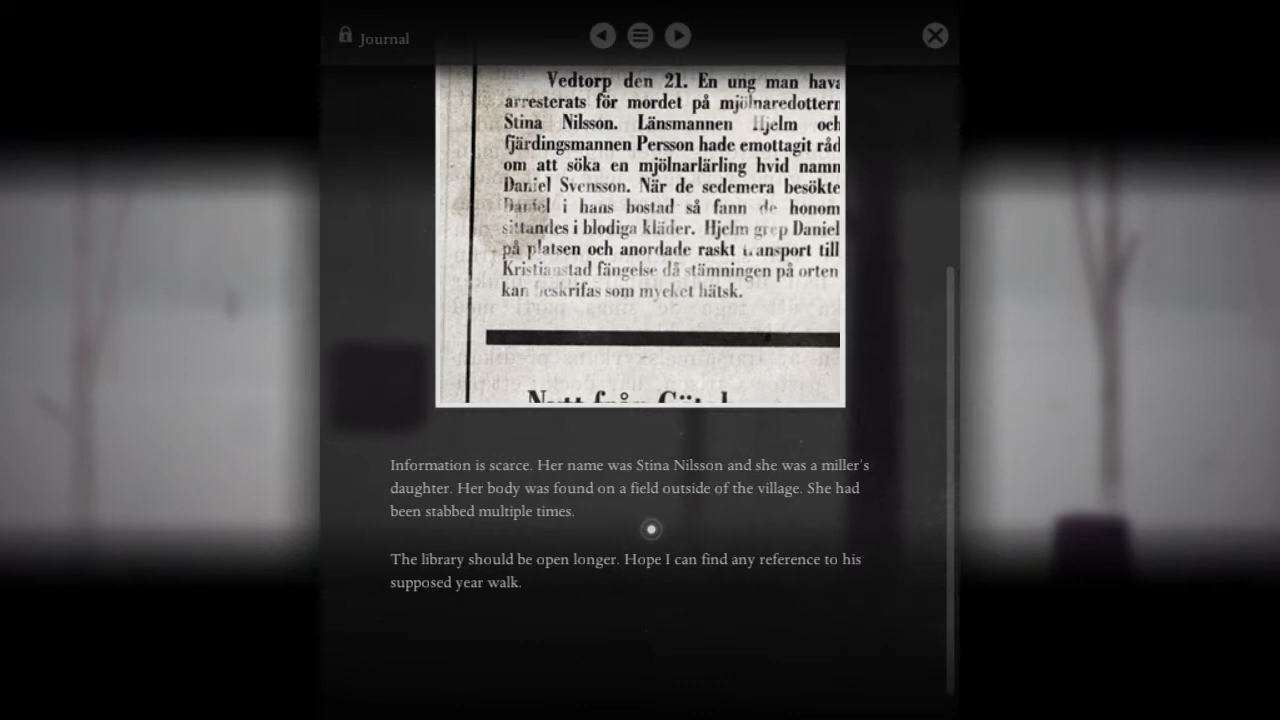 Journal
Vedtorp den 21. En ung man hava
arresterats för mordet på mjölnaredottern
Stina Nilsson. Länsmannen Hjelm och
fjärdingsmannen Persson hade emottagit råd
om att söka en mjölnarlärling hvid namn
Daniel Svensson. När de sedemera besökte
Daniel i hans bostad så fann de honom
sittandes i blodiga kläder. Hjelm grep Daniel
på platsen och anordade raskt transport till
Kristianstad fängelse då stämningen på orten
kan beskrifas som mycket hätsk.
Information is scarce. Her name was Stina Nilsson and she was a miller's
daughter. Her body was found on a field outside of the village. She had
been stabbed multiple times.
The library should be open longer. Hope I can find any reference to his
supposed year walk.